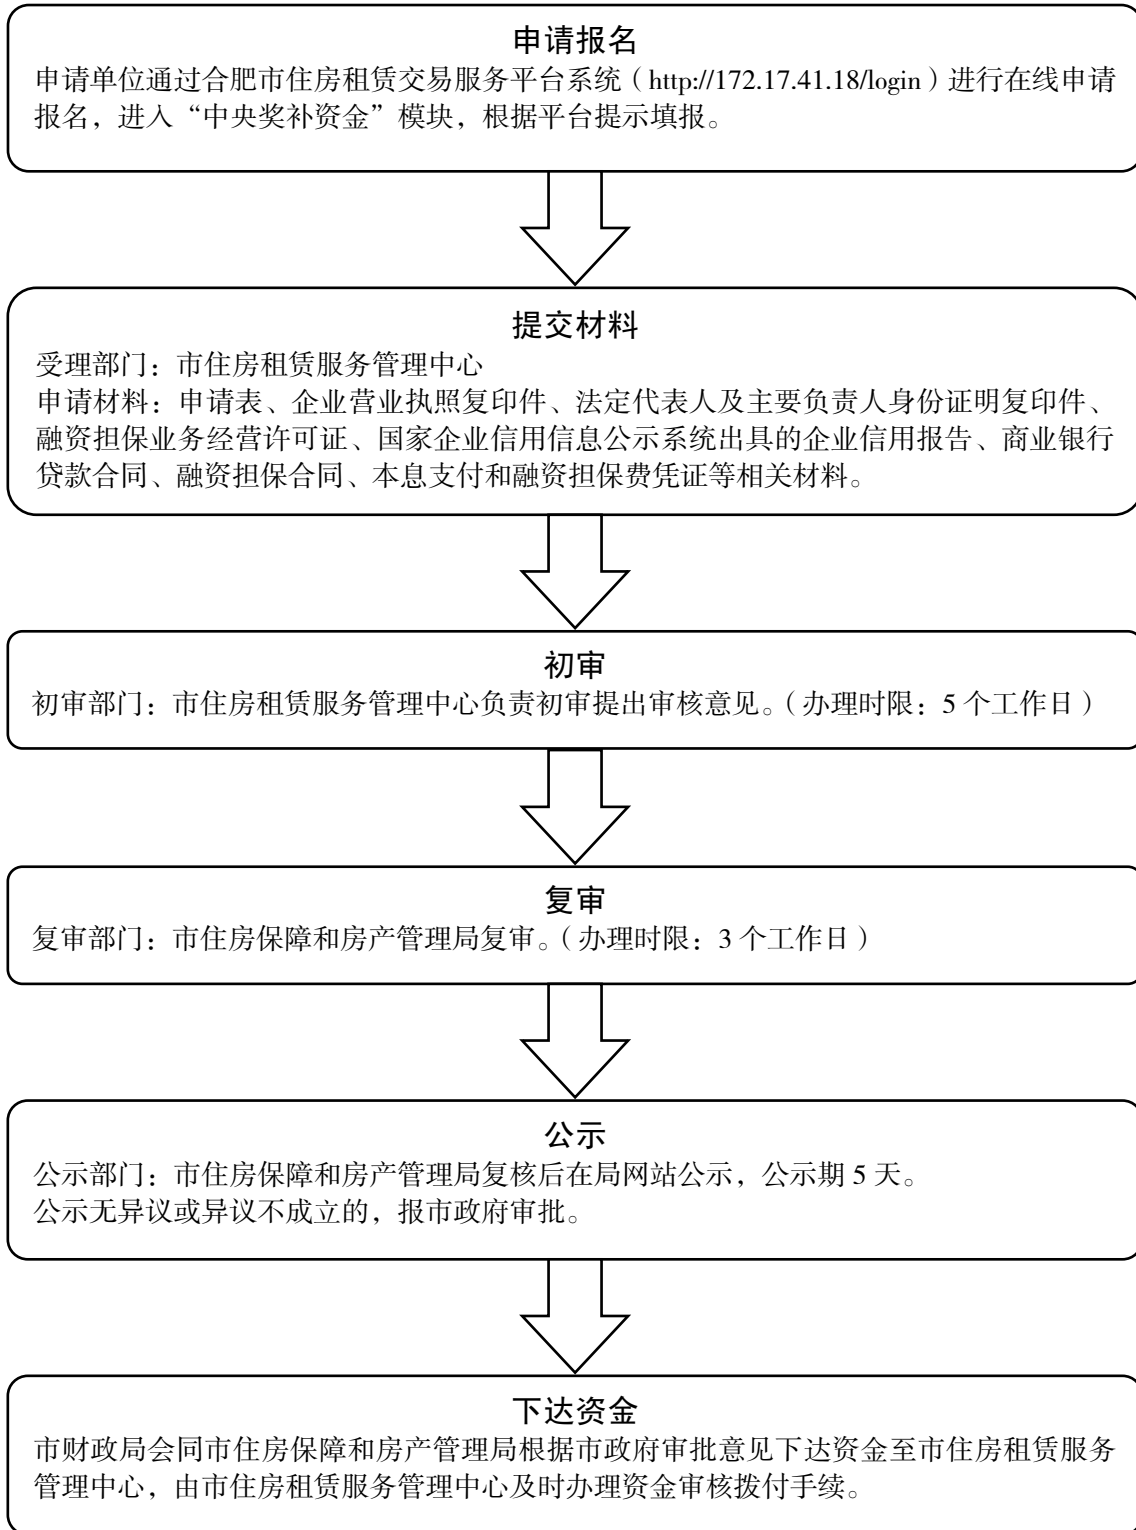 申请报名
申请单位通过合肥市住房租赁交易服务平台系统（http://172.17.41.18/login）进行在线申请
报名，进入“中央奖补资金”模块，根据平台提示填报。
提交材料
受理部门：市住房租赁服务管理中心
申请材料：申请表、企业营业执照复印件、法定代表人及主要负责人身份证明复印件、
融资担保业务经营许可证、国家企业信用信息公示系统出具的企业信用报告、商业银行
贷款合同、融资担保合同、本息支付和融资担保费凭证等相关材料。
初审
初审部门：市住房租赁服务管理中心负责初审提出审核意见。（办理时限：5 个工作日）
复审
复审部门：市住房保障和房产管理局复审。（办理时限：3 个工作日）
公示
公示部门：市住房保障和房产管理局复核后在局网站公示，公示期 5 天。
公示无异议或异议不成立的，报市政府审批。
下达资金
市财政局会同市住房保障和房产管理局根据市政府审批意见下达资金至市住房租赁服务
管理中心，由市住房租赁服务管理中心及时办理资金审核拨付手续。